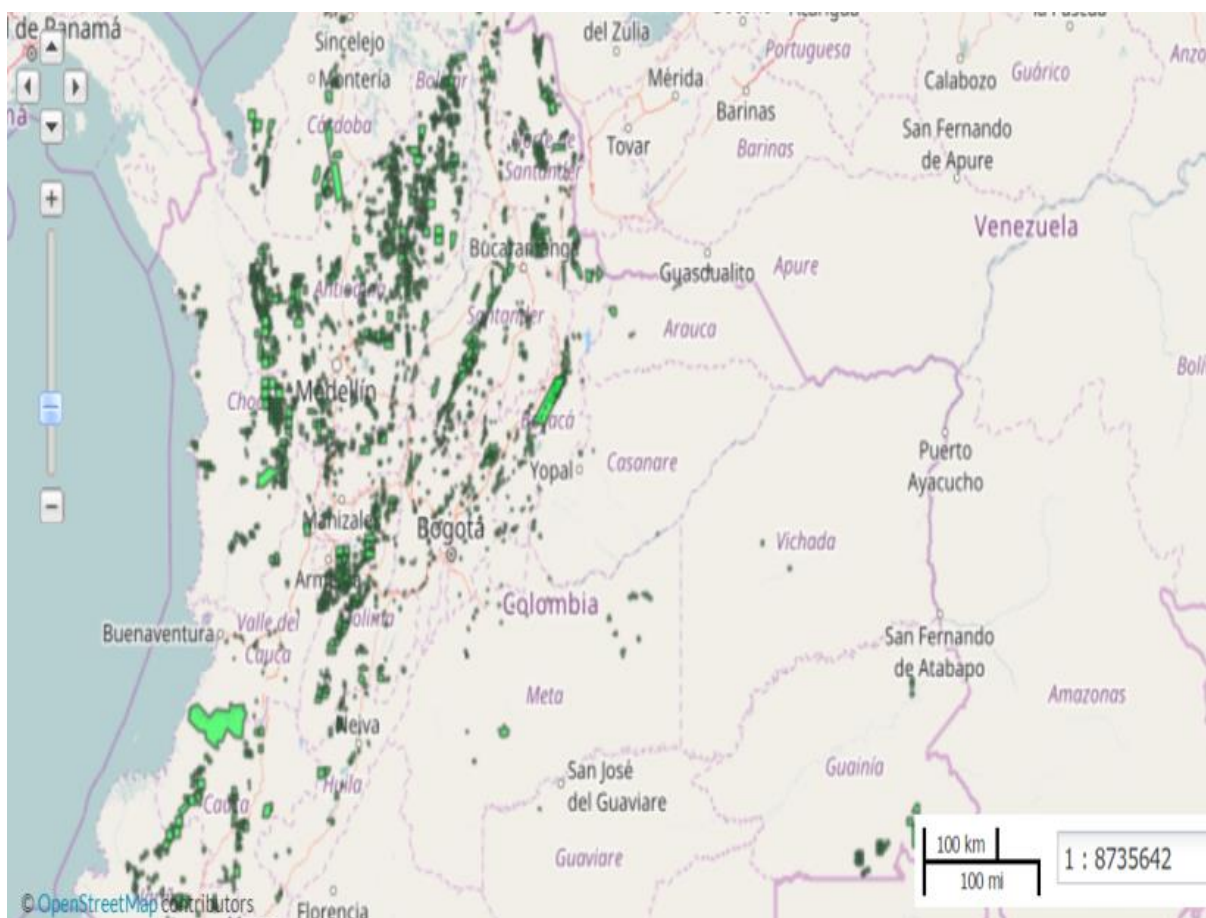 de Panamá
Sincelejo
Montería
Córdoba
del Zulia
Mérida
Tovar
Portuguesa
Barinas
Barinas
Calabozo
Guárico
San Fernando
de Apure
Venezuela
Santander
Bucaramanga
Guasdualito
Apure
Arauca
Antioquia
Santander
Medellín
Yopal
Casanare
Puerto
Ayacucho
Manizales
Bogotá
Vichada
Colombia
Buenaventura
Valle del
Cauca
San Fernando
de Atabapo
Meta
Amazonas
Neiva
San José
del Guaviare
Guainía
Huila
Cauca
Guaviare
100 km
100 mi
1 : 8735642
© OpenStreetMap contributors
Florencia